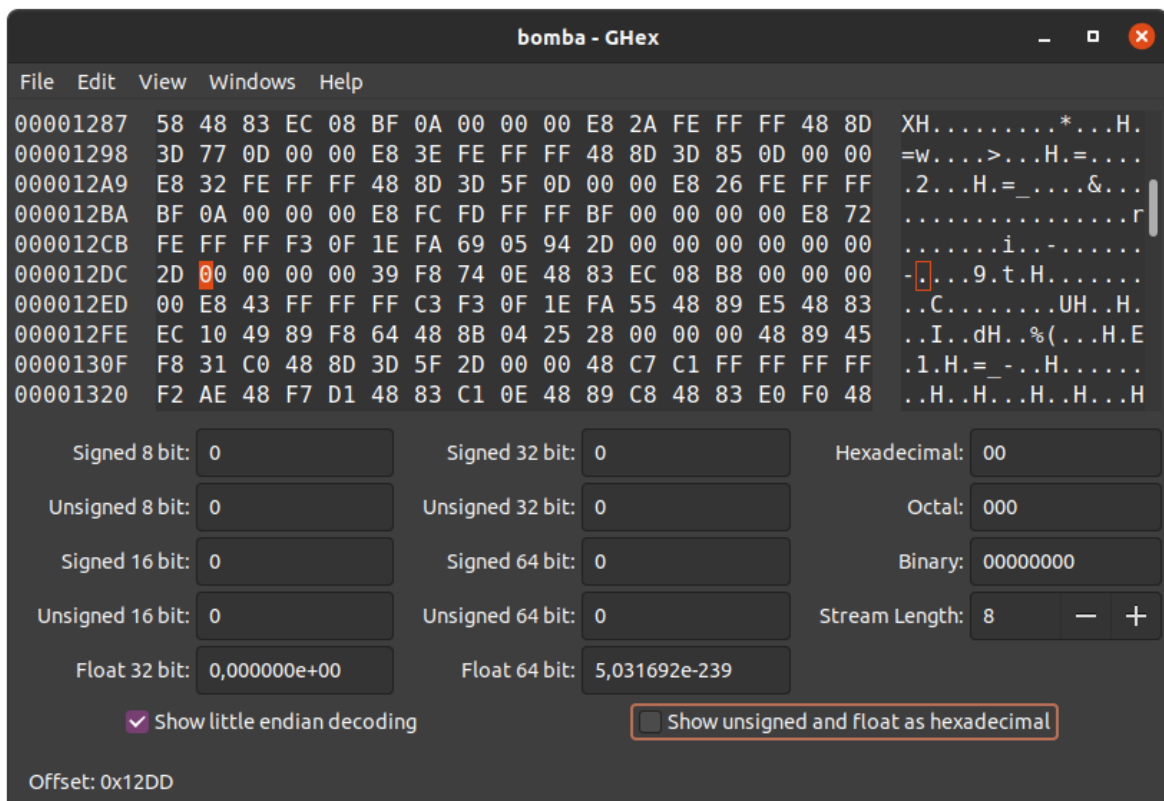 bomba - GHex
File Edit View Windows Help
00001287 58 48 83 EC 08 BF 0A 00 00 00 E8 2A FE FF FF 48 8D XH.........*...H.
00001298 3D 77 0D 00 00 E8 3E FE FF FF 48 8D 3D 85 0D 00 00 =w....>...H.=....
000012A9 E8 32 FE FF FF 48 8D 3D 5F 0D 00 00 E8 26 FE FF FF .2...H.=_....&...
000012BA BF 0A 00 00 00 E8 FC FD FF FF BF 00 00 00 00 E8 72 ................r
000012CB FE FF FF F3 0F 1E FA 69 05 94 2D 00 00 00 00 00 00 .......i..-......
000012DC 2D 00 00 00 00 39 F8 74 0E 48 83 EC 08 B8 00 00 00 -....9.t.H.......
000012ED 00 E8 43 FF FF FF C3 F3 0F 1E FA 55 48 89 E5 48 83 ..C........UH..H.
000012FE EC 10 49 89 F8 64 48 8B 04 25 28 00 00 00 48 89 45 ..I..dH..%(...H.E
0000130F F8 31 C0 48 8D 3D 5F 2D 00 00 48 C7 C1 FF FF FF FF .1.H.=_-..H......
00001320 F2 AE 48 F7 D1 48 83 C1 0E 48 89 C8 48 83 E0 F0 48 ..H..H...H..H...H
Signed 8 bit: 0 Signed 32 bit: 0 Hexadecimal: 00
Unsigned 8 bit: 0 Unsigned 32 bit: 0 Octal: 000
Signed 16 bit: 0 Signed 64 bit: 0 Binary: 00000000
Unsigned 16 bit: 0 Unsigned 64 bit: 0 Stream Length: 8 − +
Float 32 bit: 0,000000e+00 Float 64 bit: 5,031692e-239
Show little endian decoding Show unsigned and float as hexadecimal
Offset: 0x12DD